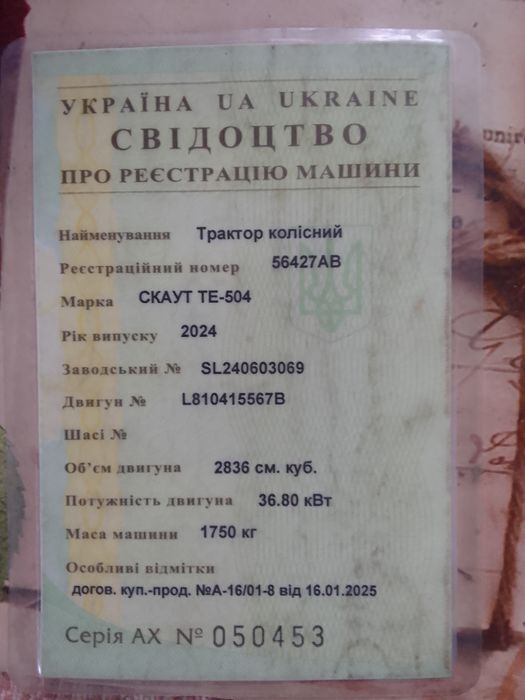 УКРАЇНА UA UKRAINE
СВІДОЦТВО
ПРО РЕЄСТРАЦІЮ МАШИНИ
Найменування Трактор колісний
Реєстраційний номер 56427АВ
Марка СКАУТ ТЕ-504
Рік випуску 2024
Заводський № SL240603069
Двигун № L810415567B
Шасі №
Об'єм двигуна 2836 см. куб.
Потужність двигуна 36.80 кВт
Маса машини 1750 кг
Особливі відмітки
догов. куп.-прод. №А-16/01-8 від 16.01.2025
Серія АХ № 050453